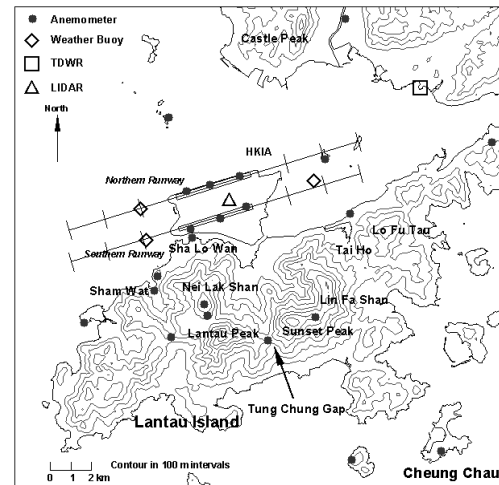 Anemometer
Weather Buoy
TDWR
LIDAR
North
Castle Peak
HKIA
Northern Runway
Southern Runway
Sha Lo Wan
Lo Fu Tau
Tai Ho
Sham Wat
Nei Lak Shan
Lin Fa Shan
Lantau Peak
Sunset Peak
Tung Chung Gap
Lantau Island
Contour in 100 m intervals
0 1 2 km
Cheung Chau